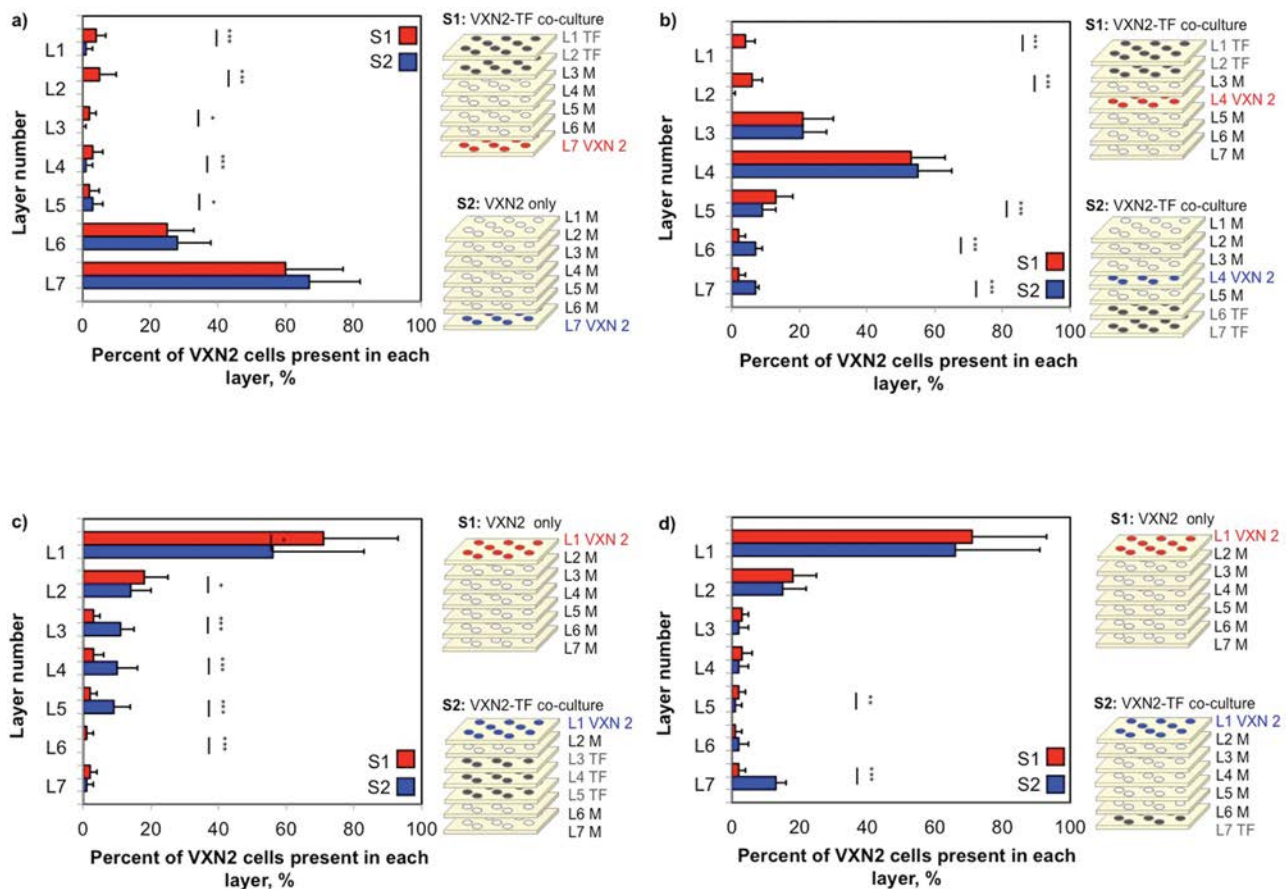 a)
S1
S2
L1
L2
L3
L4
L5
L6
L7
Layer number
0 20 40 60 80 100
Percent of VXN2 cells present in each
layer, %
S1: VXN2-TF co-culture
L1 TF
L2 TF
L3 M
L4 M
L5 M
L6 M
L7 VXN 2
S2: VXN2 only
L1 M
L2 M
L3 M
L4 M
L5 M
L6 M
L7 VXN 2
b)
L1
L2
L3
L4
L5
L6
L7
Layer number
S1
S2
0 20 40 60 80 100
Percent of VXN2 cells present in each
layer, %
S1: VXN2-TF co-culture
L1 TF
L2 TF
L3 M
L4 VXN 2
L5 M
L6 M
L7 M
S2: VXN2-TF co-culture
L1 M
L2 M
L3 M
L4 VXN 2
L5 M
L6 TF
L7 TF
c)
L1
L2
L3
L4
L5
L6
L7
Layer number
S1
S2
0 20 40 60 80 100
Percent of VXN2 cells present in each
layer, %
S1: VXN2 only
L1 VXN 2
L2 M
L3 M
L4 M
L5 M
L6 M
L7 M
S2: VXN2-TF co-culture
L1 VXN 2
L2 M
L3 TF
L4 TF
L5 TF
L6 M
L7 M
d)
L1
L2
L3
L4
L5
L6
L7
Layer number
S1
S2
0 20 40 60 80 100
Percent of VXN2 cells present in each
layer, %
S1: VXN2 only
L1 VXN 2
L2 M
L3 M
L4 M
L5 M
L6 M
L7 M
S2: VXN2-TF co-culture
L1 VXN 2
L2 M
L3 M
L4 M
L5 M
L6 M
L7 TF